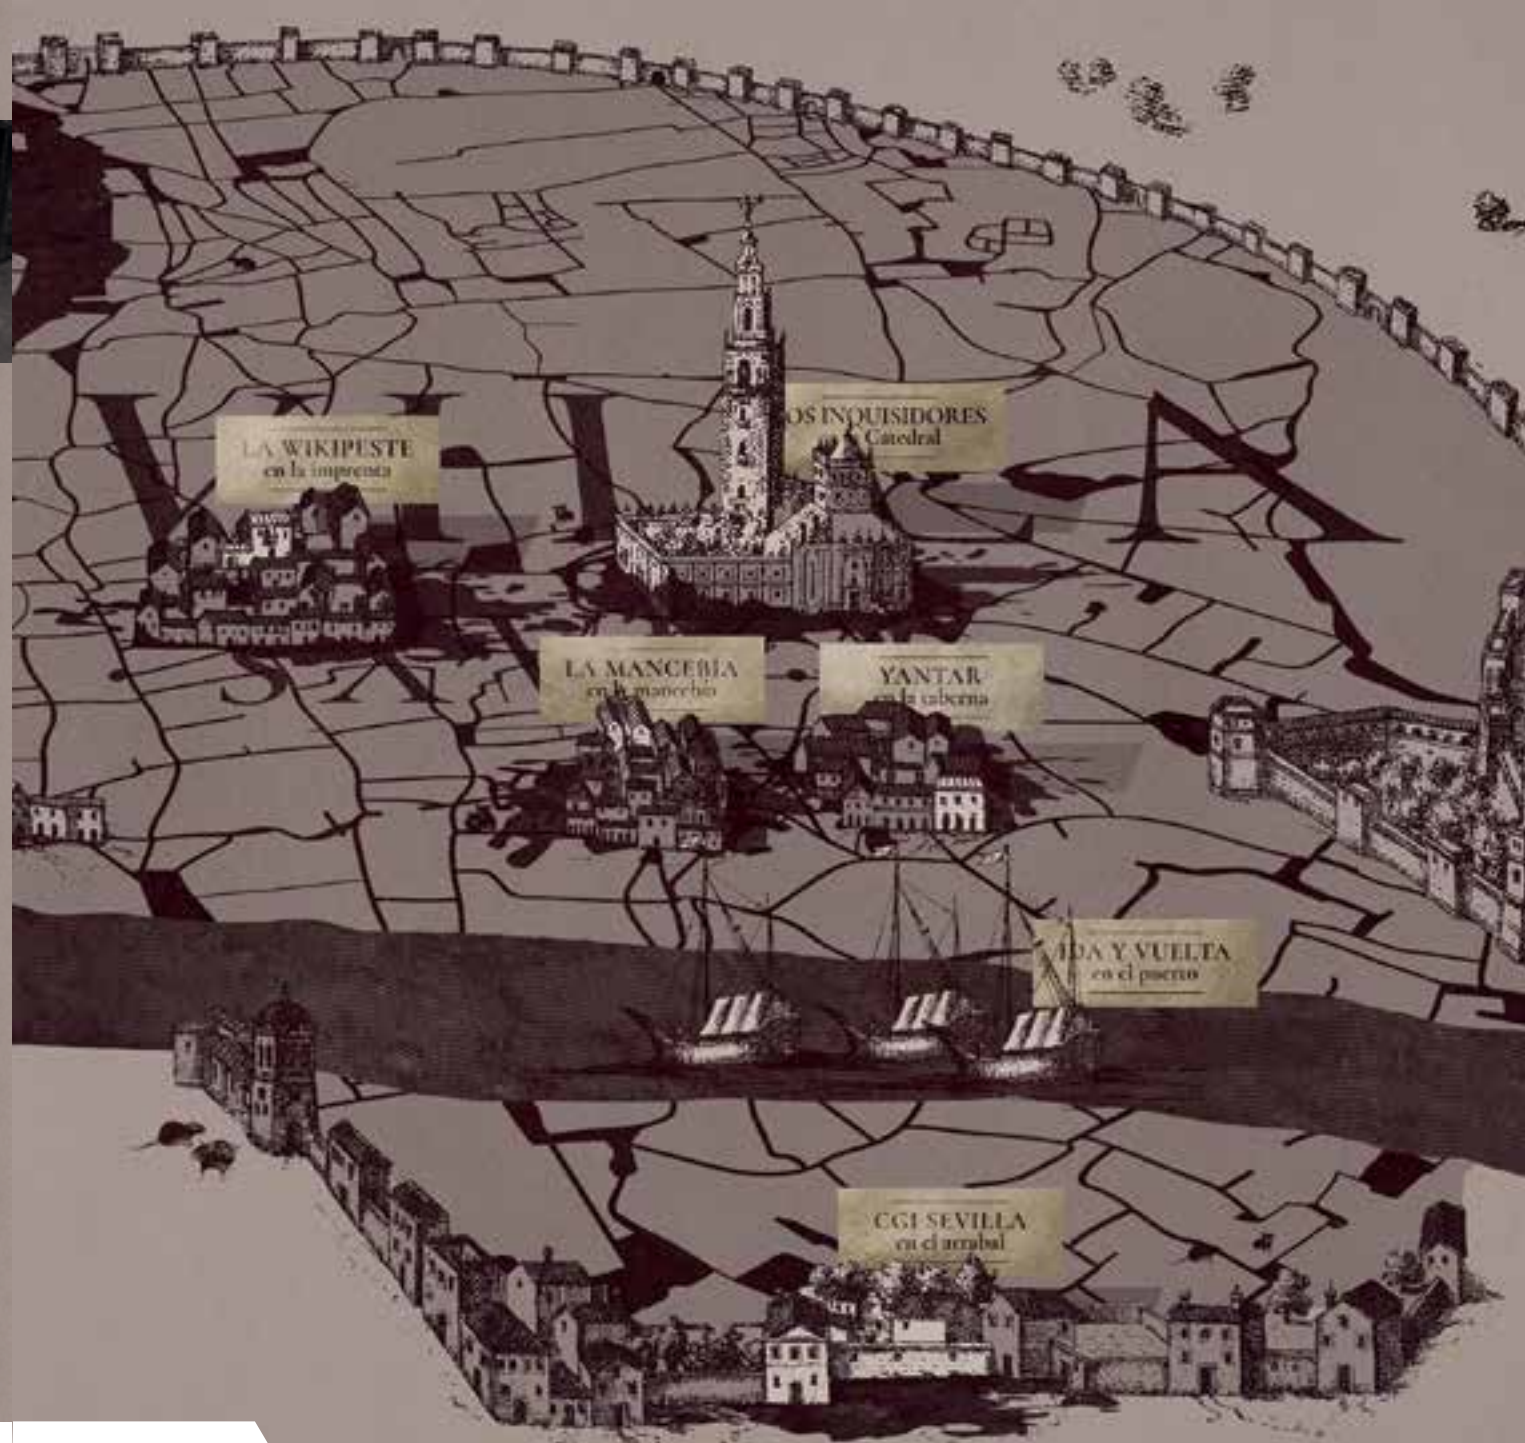 LA WIKIPESTE
en la imprenta
OS INQUISIDORES
Catedral
LA MANCEBÍA
en la mancebía
YANTAR
en la taberna
IDA Y VUELTA
en el puerto
CGI SEVILLA
en el arrabal